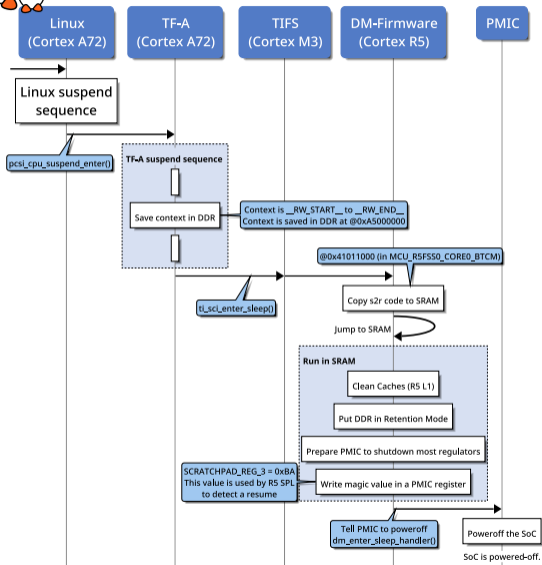 Linux
(Cortex A72)
TF-A
(Cortex A72)
TIFS
(Cortex M3)
DM-Firmware
(Cortex R5)
PMIC
Linux suspend
sequence
pcsi_cpu_suspend_enter()
TF-A suspend sequence
Save context in DDR
Context is __RW_START__ to __RW_END__
Context is saved in DDR at @0xA5000000
@0x41011000 (in MCU_R5FSS0_CORE0_BTCM)
ti_sci_enter_sleep()
Copy s2r code to SRAM
Jump to SRAM
Run in SRAM
Clean Caches (R5 L1)
Put DDR in Retention Mode
Prepare PMIC to shutdown most regulators
SCRATCHPAD_REG_3 = 0xBA
This value is used by R5 SPL
to detect a resume
Write magic value in a PMIC register
Tell PMIC to poweroff
dm_enter_sleep_handler()
Poweroff the SoC
SoC is powered-off.